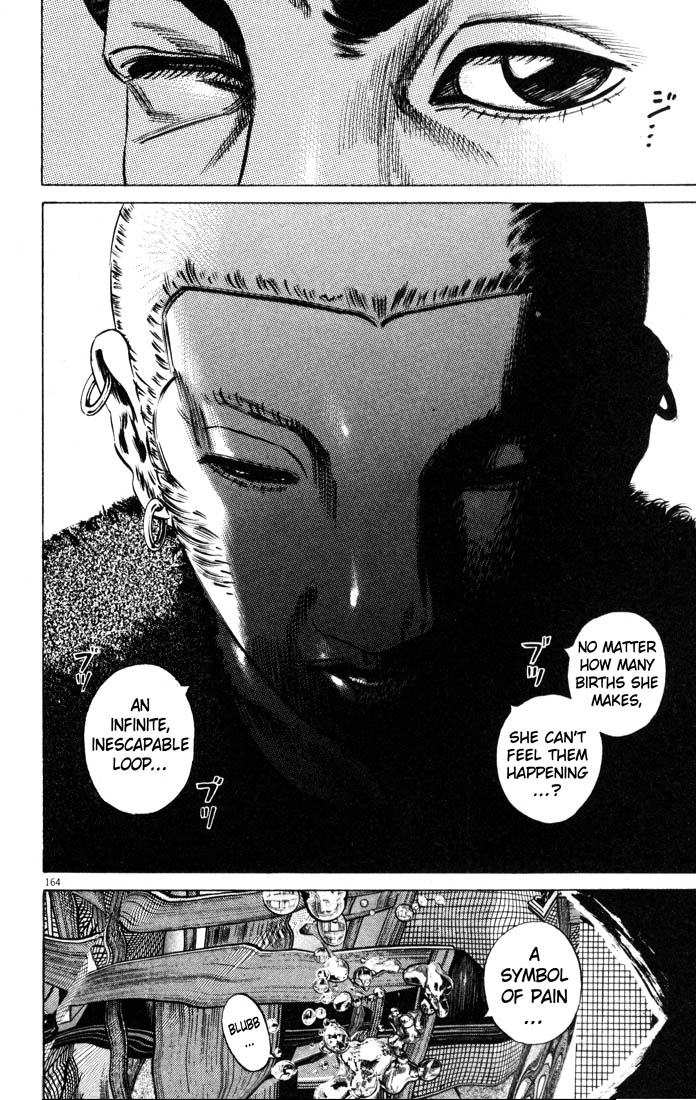 ジ
NO MATTER
HOW MANY
BIRTHS SHE
MAKES,
SHE CAN'T
FEEL THEM
HAPPENING
...?
ブツ
AN
INFINITE,
INESCAPABLE
LOOP...
ブツ
ブツ
164
A
SYMBOL
OF PAIN
...
BLUBB
...